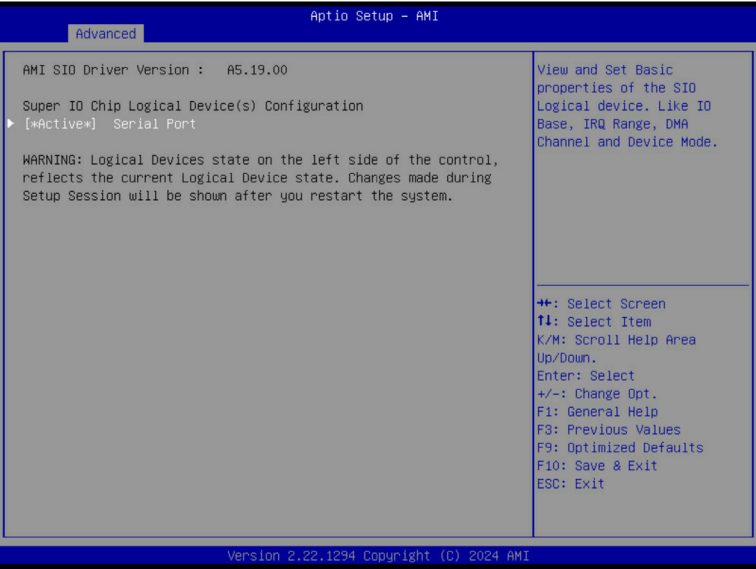 Aptio Setup – AMI
Advanced
AMI SIO Driver Version : A5.19.00
Super IO Chip Logical Device(s) Configuration
[*Active*] Serial Port
WARNING: Logical Devices state on the left side of the control,
reflects the current Logical Device state. Changes made during
Setup Session will be shown after you restart the system.
View and Set Basic
properties of the SIO
Logical device. Like IO
Base, IRQ Range, DMA
Channel and Device Mode.
→←: Select Screen
↑↓: Select Item
K/M: Scroll Help Area
Up/Down.
Enter: Select
+/-: Change Opt.
F1: General Help
F3: Previous Values
F9: Optimized Defaults
F10: Save & Exit
ESC: Exit
Version 2.22.1294 Copyright (C) 2024 AMI